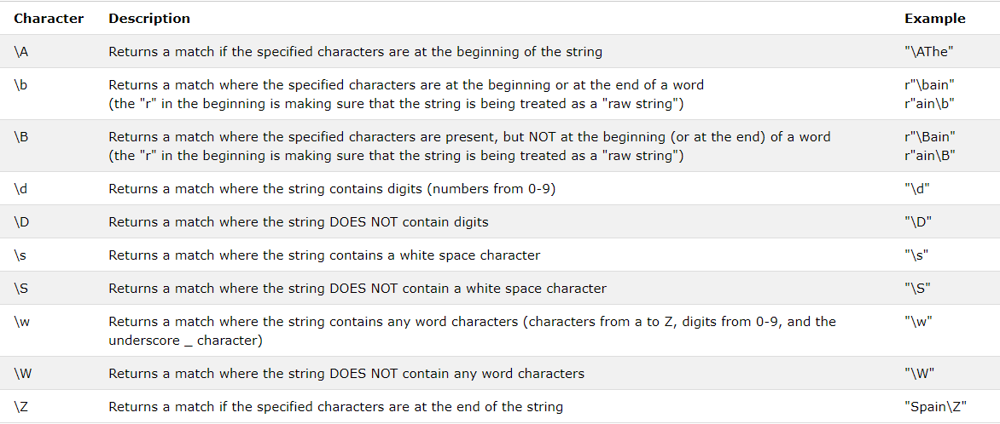 Character Description Example
\A Returns a match if the specified characters are at the beginning of the string "\AThe"
\b Returns a match where the specified characters are at the beginning or at the end of a word r"\bain"
(the "r" in the beginning is making sure that the string is being treated as a "raw string") r"ain\b"
\B Returns a match where the specified characters are present, but NOT at the beginning (or at the end) of a word r"\Bain"
(the "r" in the beginning is making sure that the string is being treated as a "raw string") r"ain\B"
\d Returns a match where the string contains digits (numbers from 0-9) "\d"
\D Returns a match where the string DOES NOT contain digits "\D"
\s Returns a match where the string contains a white space character "\s"
\S Returns a match where the string DOES NOT contain a white space character "\S"
\w Returns a match where the string contains any word characters (characters from a to Z, digits from 0-9, and the "\w"
underscore _ character)
\W Returns a match where the string DOES NOT contain any word characters "\W"
\Z Returns a match if the specified characters are at the end of the string "Spain\Z"